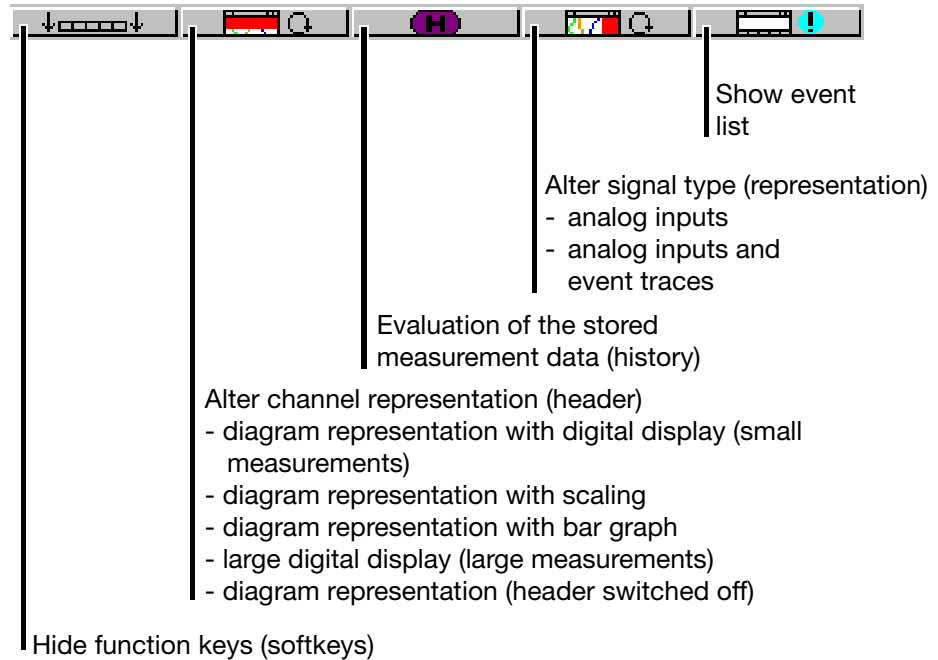 H
!
Show event
list
Alter signal type (representation)
- analog inputs
- analog inputs and
event traces
Evaluation of the stored
measurement data (history)
Alter channel representation (header)
- diagram representation with digital display (small
measurements)
- diagram representation with scaling
- diagram representation with bar graph
- large digital display (large measurements)
- diagram representation (header switched off)
Hide function keys (softkeys)